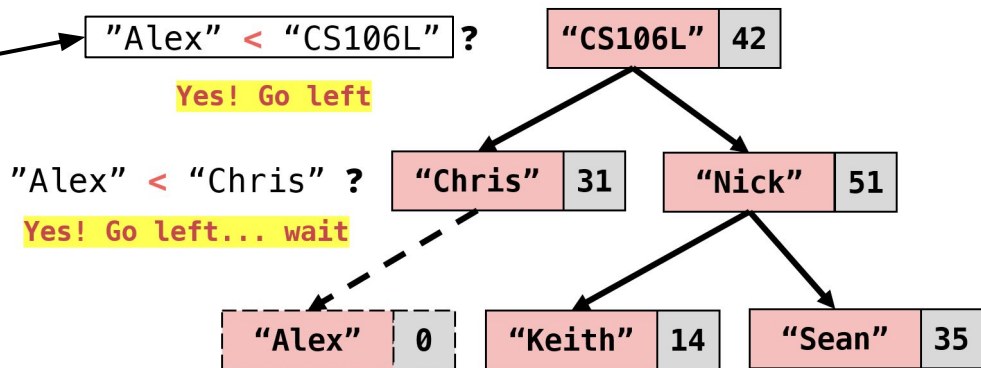 ”Alex” < “CS106L” ?
“CS106L” 42
Yes! Go left
”Alex” < “Chris” ?
“Chris” 31
“Nick” 51
Yes! Go left... wait
“Alex” 0
“Keith” 14
“Sean” 35